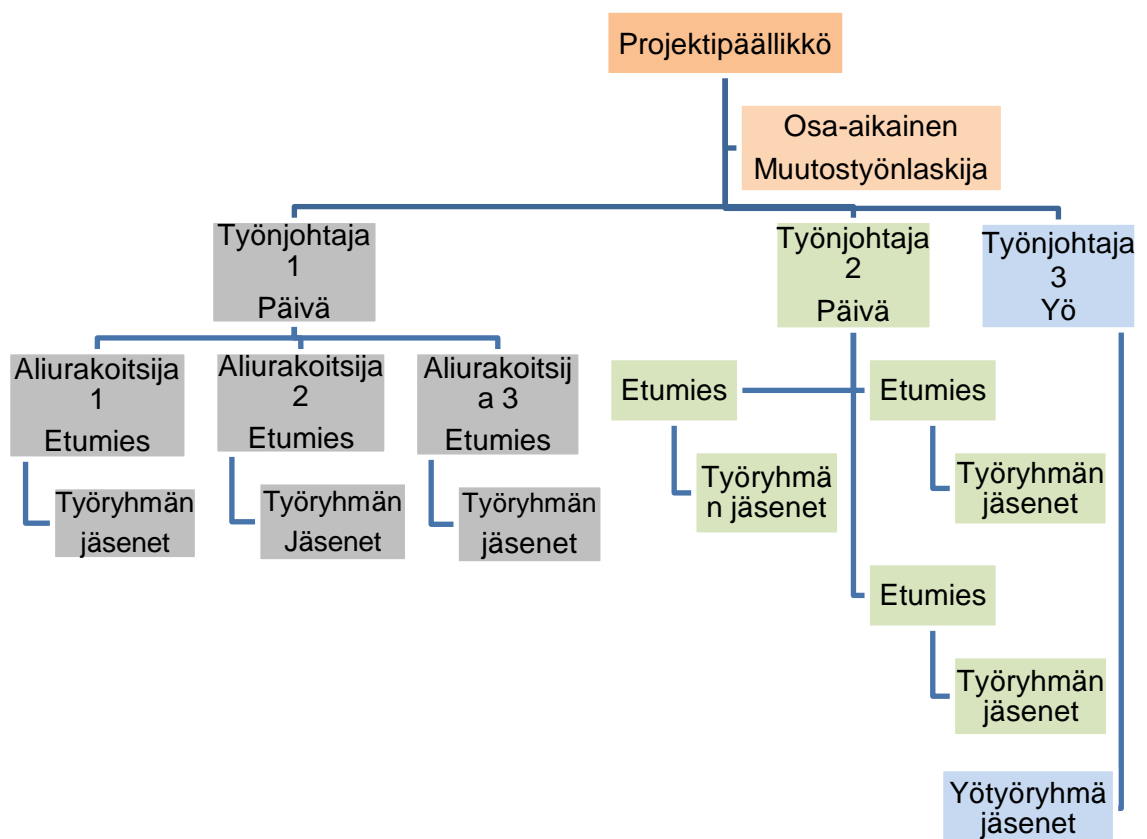 Projektipäällikkö
Osa-aikainen
Muutostyönlaskija
Työnjohtaja
1
Päivä
Työnjohtaja
2
Päivä
Työnjohtaja
3
Yö
Aliurakoitsija
1
Etumies
Aliurakoitsija
2
Etumies
Aliurakoitsij
a 3
Etumies
Työryhmän
jäsenet
Työryhmän
Jäsenet
Työryhmän
jäsenet
Etumies
Etumies
Työryhmä
n jäsenet
Työryhmän
jäsenet
Etumies
Työryhmän
jäsenet
Yötyöryhmä
jäsenet